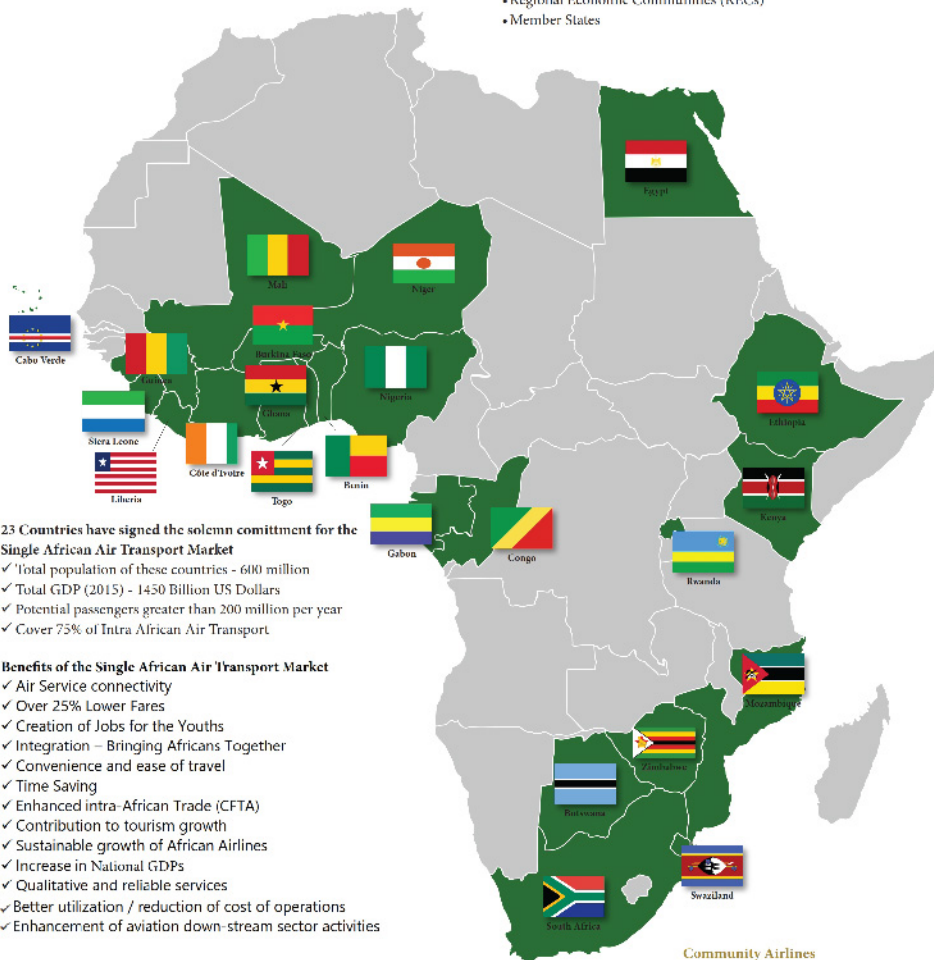 • Regional Economic Communities (RECs)
• Member States
Egypt
Mali
Niger
Cabo Verde
Burkina Faso
Guinea
Nigeria
Ghana
Ethiopia
Siera Leone
Côte d'Ivoire
Benin
Liberia
Togo
Kenya
Gabon
Congo
Rwanda
23 Countries have signed the solemn comittment for the
Single African Air Transport Market
✓ Total population of these countries - 600 million
✓ Total GDP (2015) - 1450 Billion US Dollars
✓ Potential passengers greater than 200 million per year
✓ Cover 75% of Intra African Air Transport
Benefits of the Single African Air Transport Market
✓ Air Service connectivity
✓ Over 25% Lower Fares
✓ Creation of Jobs for the Youths
✓ Integration – Bringing Africans Together
✓ Convenience and ease of travel
✓ Time Saving
✓ Enhanced intra-African Trade (CFTA)
✓ Contribution to tourism growth
✓ Sustainable growth of African Airlines
✓ Increase in National GDPs
✓ Qualitative and reliable services
✓ Better utilization / reduction of cost of operations
✓ Enhancement of aviation down-stream sector activities
Mozambique
Zimbabwe
Botswana
Swaziland
South Africa
Community Airlines